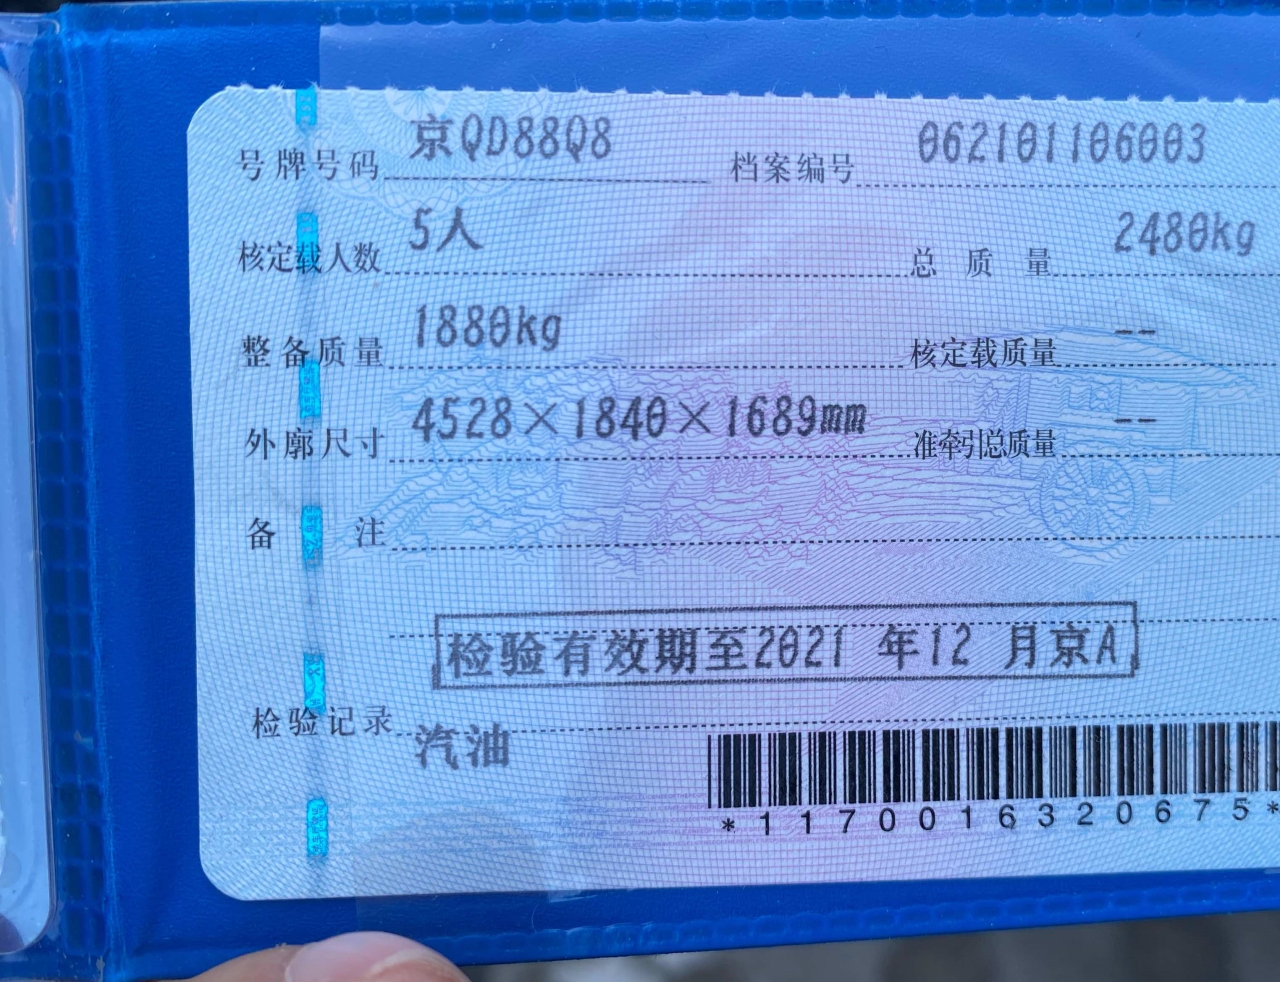 号牌号码 京QD88Q8 档案编号 062101106003
核定载人数 5人 总质量 2480kg
整备质量 1880kg 核定载质量 --
外廓尺寸 4528×1840×1689mm 准牵引总质量 --
备注
检验有效期至2021 年12 月京A
检验记录
汽油
*1170016320675*